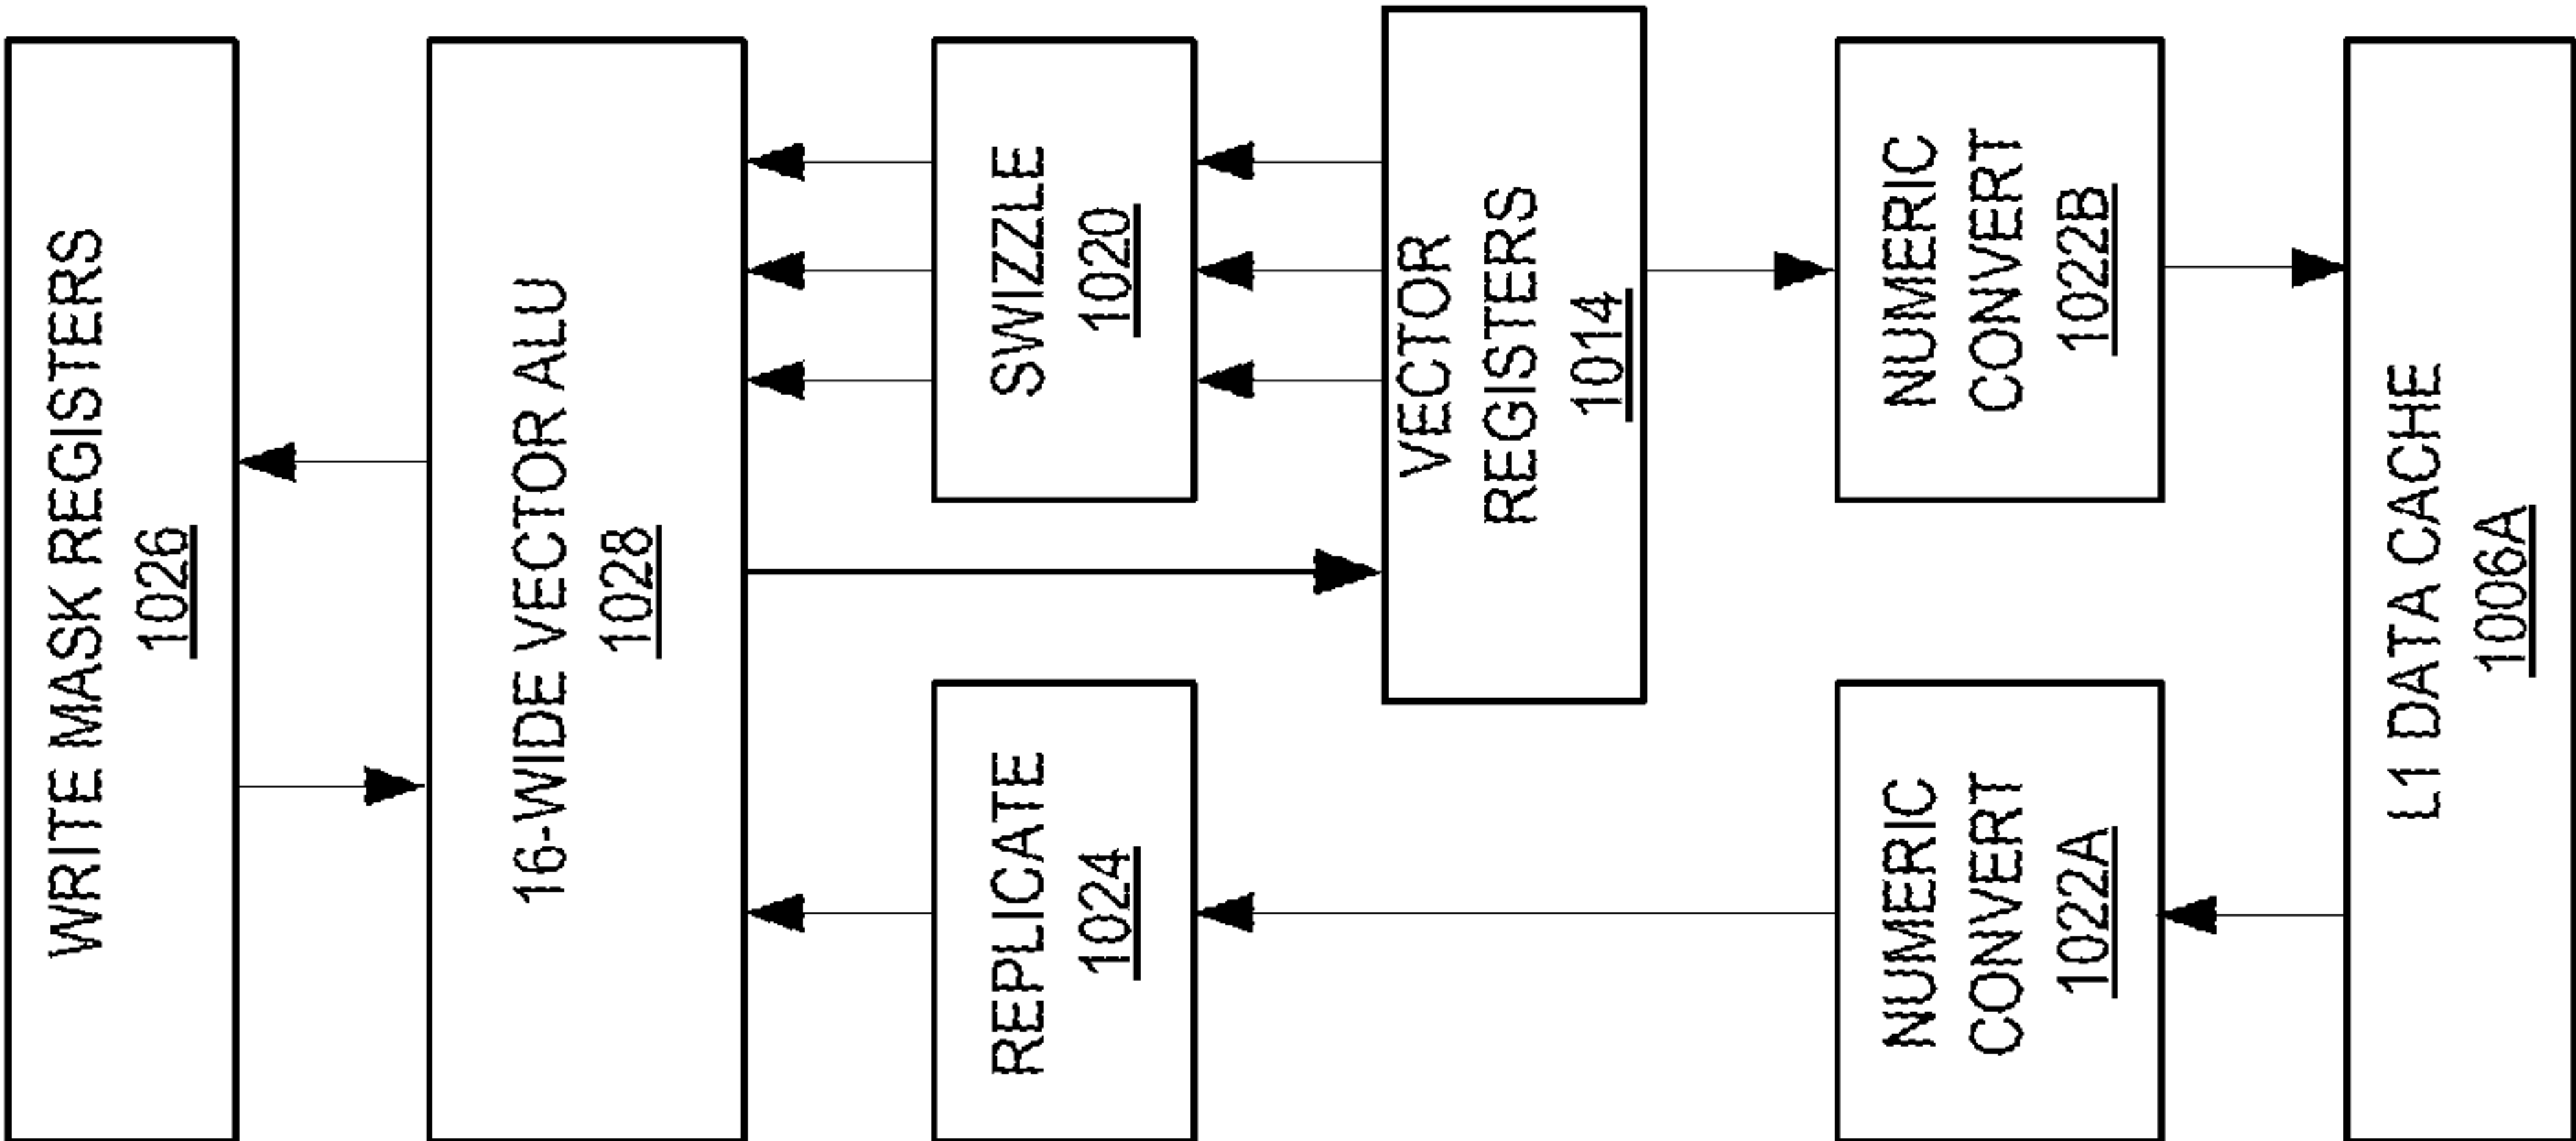 WRITE MASK REGISTERS
1026
16-WIDE VECTOR ALU
1028
REPLICATE
1024
SWIZZLE
1020
VECTOR
REGISTERS
1014
NUMERIC
CONVERT
1022A
NUMERIC
CONVERT
1022B
L1 DATA CACHE
1006A